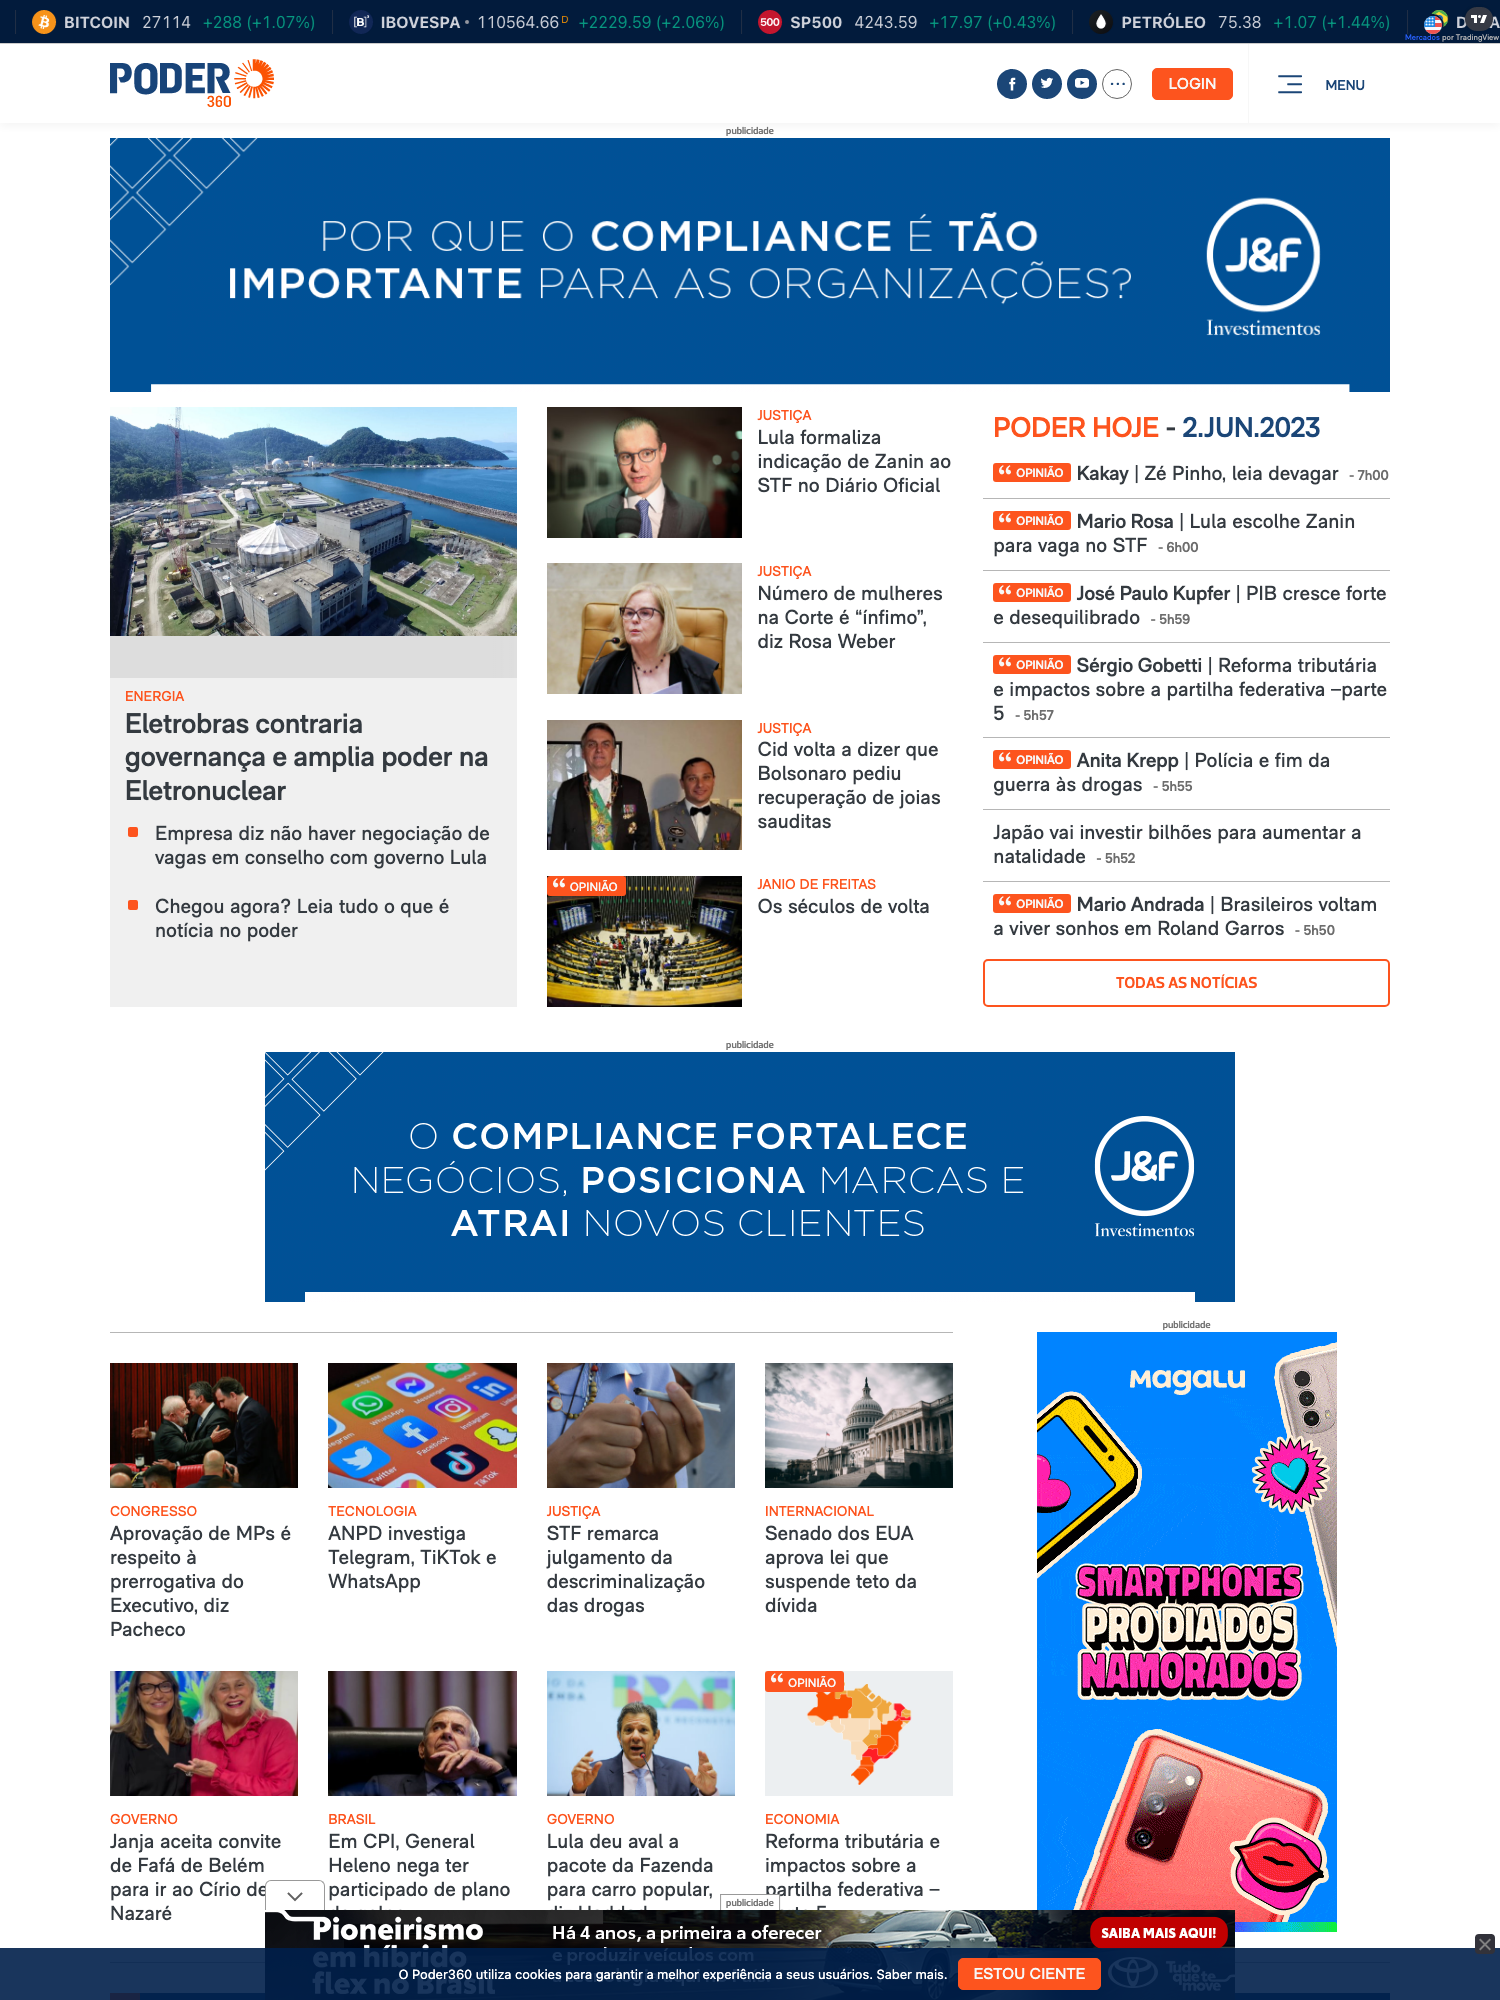 BITCOIN 27114 +288 (+1.07%) IBOVESPA 110564.66 D +2229.59 (+2.06%) 500 SP500 4243.59 +17.97 (+0.43%) PETRÓLEO 75.38 +1.07 (+1.44%)
Mercados por TradingView
PODER
360
LOGIN
MENU
publicidade
POR QUE O COMPLIANCE É TÃO
IMPORTANTE PARA AS ORGANIZAÇÕES?
J&F
Investimentos
ENERGIA
Eletrobras contraria
governança e amplia poder na
Eletronuclear
Empresa diz não haver negociação de
vagas em conselho com governo Lula
Chegou agora? Leia tudo o que é
notícia no poder
JUSTIÇA
Lula formaliza
indicação de Zanin ao
STF no Diário Oficial
JUSTIÇA
Número de mulheres
na Corte é “ínfimo”,
diz Rosa Weber
JUSTIÇA
Cid volta a dizer que
Bolsonaro pediu
recuperação de joias
sauditas
“ OPINIÃO
JANIO DE FREITAS
Os séculos de volta
PODER HOJE - 2.JUN.2023
“ OPINIÃO Kakay | Zé Pinho, leia devagar - 7h00
“ OPINIÃO Mario Rosa | Lula escolhe Zanin
para vaga no STF - 6h00
“ OPINIÃO José Paulo Kupfer | PIB cresce forte
e desequilibrado - 5h59
“ OPINIÃO Sérgio Gobetti | Reforma tributária
e impactos sobre a partilha federativa –parte
5 - 5h57
“ OPINIÃO Anita Krepp | Polícia e fim da
guerra às drogas - 5h55
Japão vai investir bilhões para aumentar a
natalidade - 5h52
“ OPINIÃO Mario Andrada | Brasileiros voltam
a viver sonhos em Roland Garros - 5h50
TODAS AS NOTÍCIAS
publicidade
O COMPLIANCE FORTALECE
NEGÓCIOS, POSICIONA MARCAS E
ATRAI NOVOS CLIENTES
J&F
Investimentos
CONGRESSO
Aprovação de MPs é
respeito à
prerrogativa do
Executivo, diz
Pacheco
WhatsApp
Messenger
Instagram
Facebook
Twitter
TikTok
TECNOLOGIA
ANPD investiga
Telegram, TiKTok e
WhatsApp
JUSTIÇA
STF remarca
julgamento da
descriminalização
das drogas
INTERNACIONAL
Senado dos EUA
aprova lei que
suspende teto da
dívida
publicidade
Magalu
SMARTPHONES
PRO DIA DOS
NAMORADOS
GOVERNO
Janja aceita convite
de Fafá de Belém
para ir ao Círio de
Nazaré
BRASIL
Em CPI, General
Heleno nega ter
participado de plano
GOVERNO
Lula deu aval a
pacote da Fazenda
para carro popular,
“ OPINIÃO
ECONOMIA
Reforma tributária e
impactos sobre a
partilha federativa –
publicidade
Pioneirismo
em híbrido
flex no Brasil
Há 4 anos, a primeira a oferecer
e produzir veículos com
SAIBA MAIS AQUI!
O Poder360 utiliza cookies para garantir a melhor experiência a seus usuários. Saber mais.
ESTOU CIENTE
Tudo
que te
move